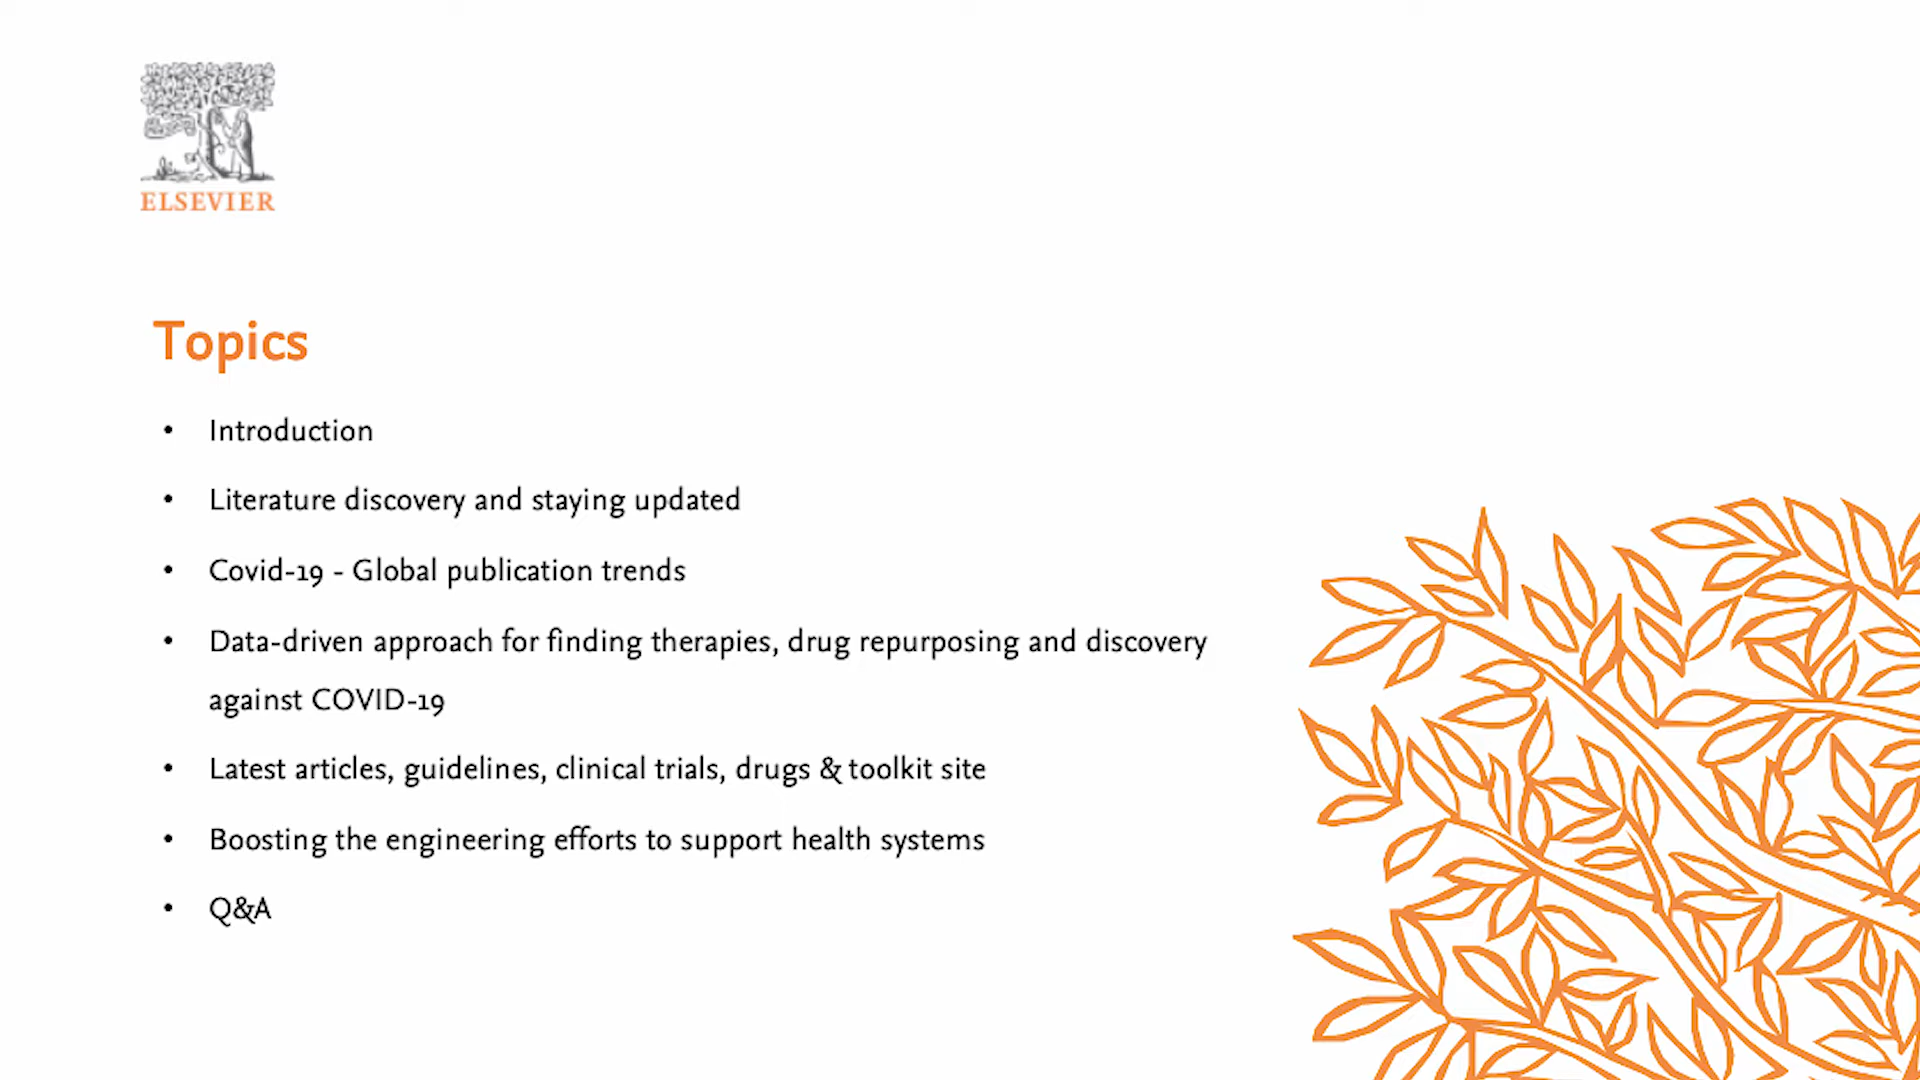 ELSEVIER
Topics
• Introduction
• Literature discovery and staying updated
• Covid-19 - Global publication trends
• Data-driven approach for finding therapies, drug repurposing and discovery
against COVID-19
• Latest articles, guidelines, clinical trials, drugs & toolkit site
• Boosting the engineering efforts to support health systems
• Q&A